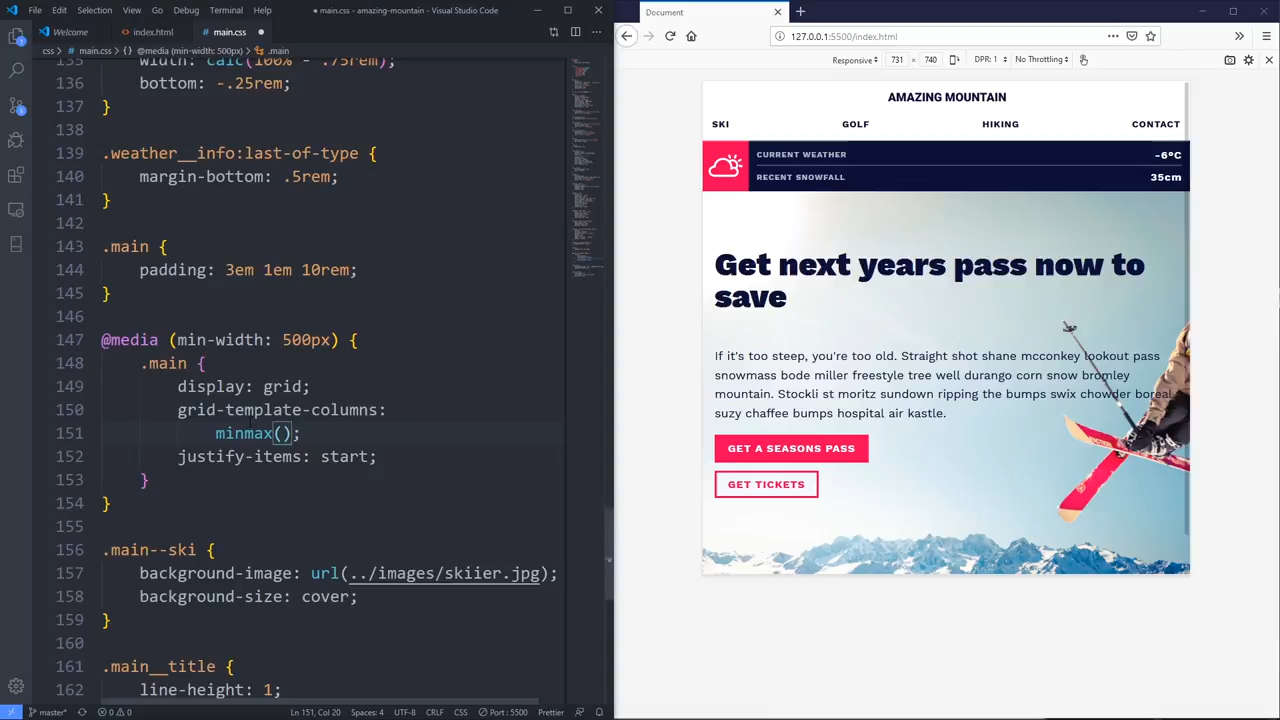 File Edit Selection View Go Debug Terminal Help
● main.css - amazing-mountain - Visual Studio Code
Welcome
index.html
main.css
css > main.css > @media (min-width: 500px) > .main
135 width: calc(100% - .75rem);
136 bottom: -.25rem;
137 }
138
139 .weather__info:last-of-type {
140 margin-bottom: .5rem;
141 }
142
143 .main {
144 padding: 3em 1em 10rem;
145 }
146
147 @media (min-width: 500px) {
148 .main {
149 display: grid;
150 grid-template-columns:
151 minmax();
152 justify-items: start;
153 }
154 }
155
156 .main--ski {
157 background-image: url(../images/skiier.jpg);
158 background-size: cover;
159 }
160
161 .main__title {
162 line-height: 1;
master* 0 0
Ln 151, Col 20 Spaces: 4 UTF-8 CRLF CSS Port : 5500 Prettier
Document
127.0.0.1:5500/index.html
Responsive 731 × 740 DPR: 1 No Throttling
AMAZING MOUNTAIN
SKI GOLF HIKING CONTACT
CURRENT WEATHER -6°C
RECENT SNOWFALL 35cm
Get next years pass now to
save
If it's too steep, you're too old. Straight shot shane mcconkey lookout pass
snowmass bode miller freestyle tree well durango corn snow bromley
mountain. Stockli st moritz sundown ripping the bumps swix chowder boreal
suzy chaffee bumps hospital air kastle.
GET A SEASONS PASS
GET TICKETS